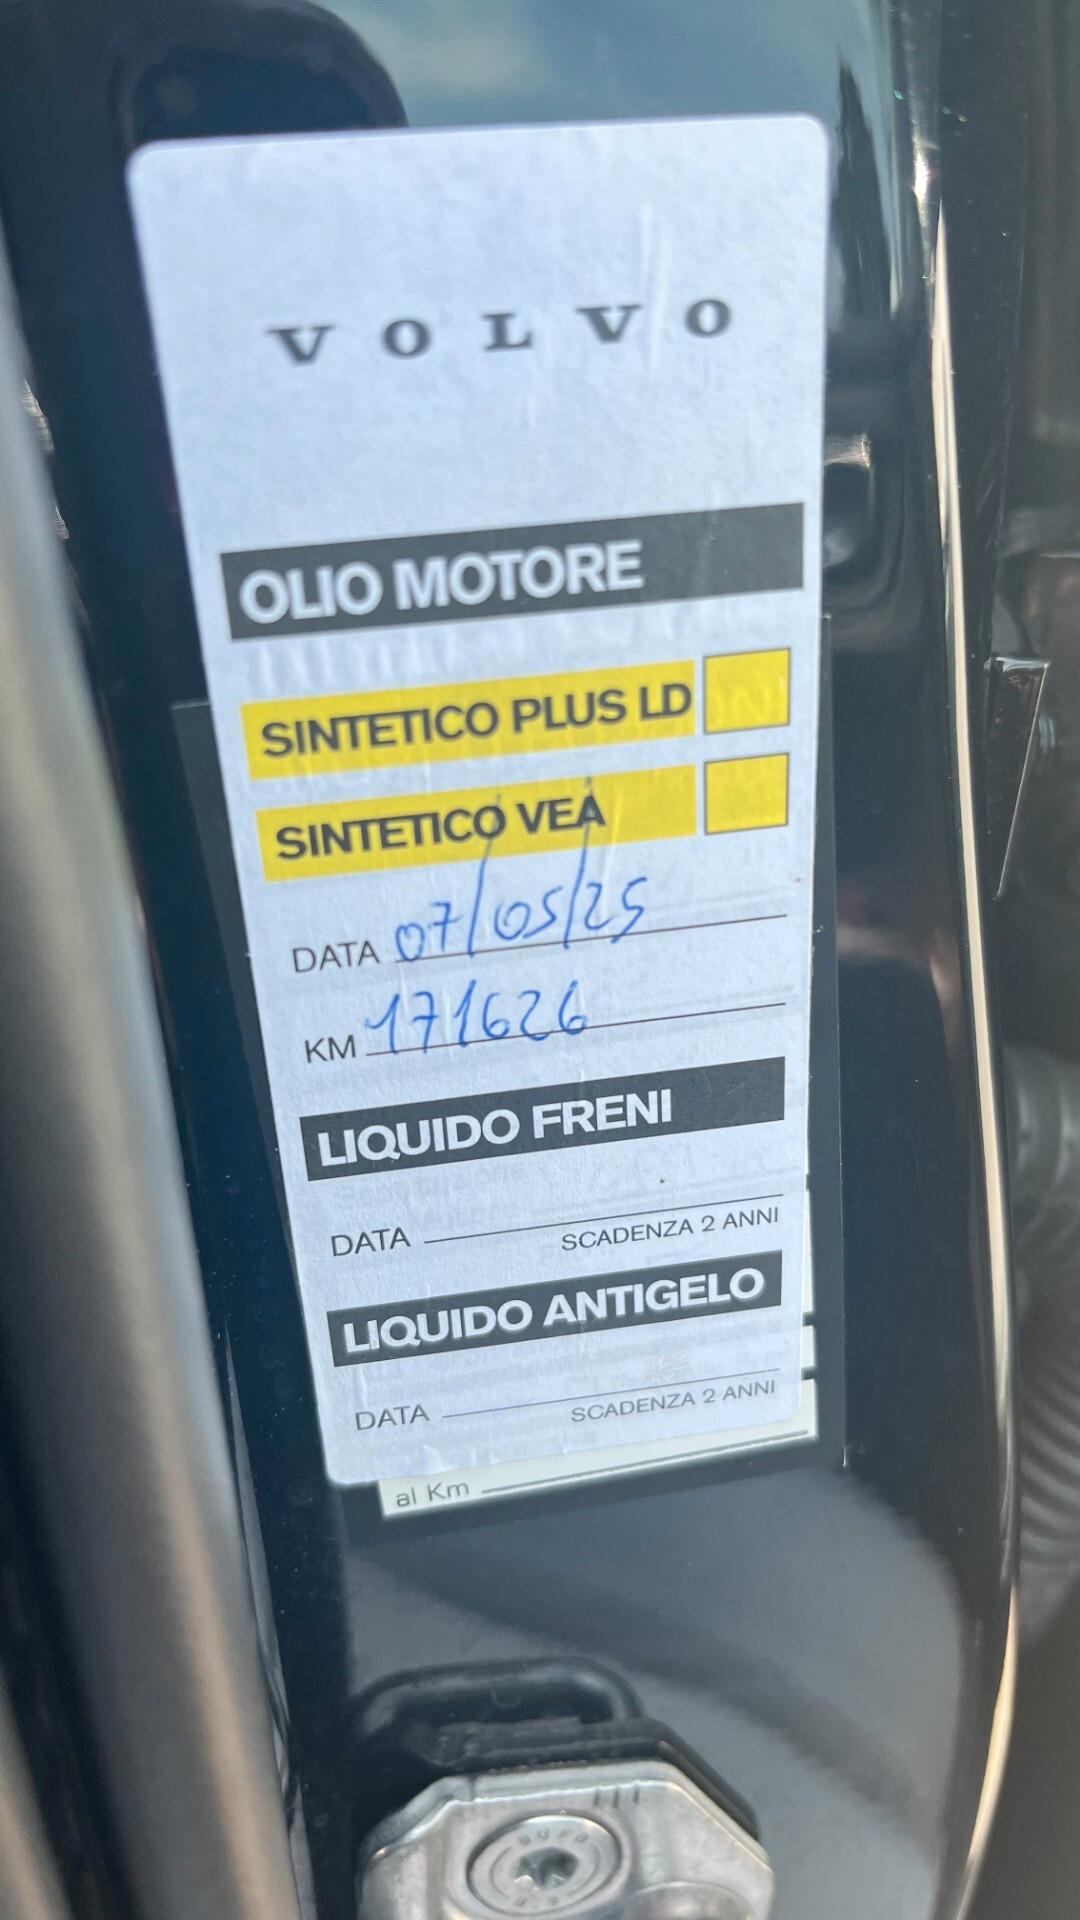 VOLVO
OLIO MOTORE
SINTETICO PLUS LD
SINTETICO VEA
DATA 07/05/25
KM 171626
LIQUIDO FRENI
DATA
SCADENZA 2 ANNI
LIQUIDO ANTIGELO
DATA
SCADENZA 2 ANNI
al Km